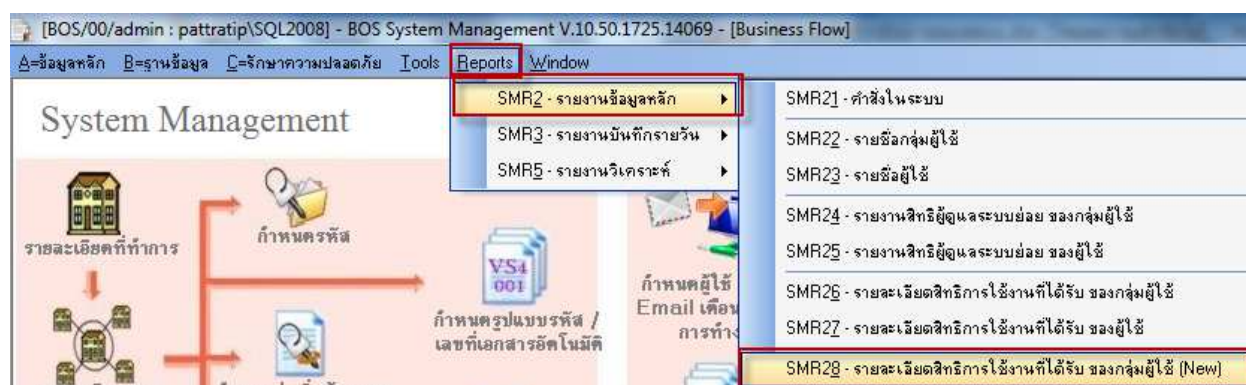 [BOS/00/admin : pattratip\SQL2008] - BOS System Management V.10.50.1725.14069 - [Business Flow]
A=ข้อมูลหลัก B=ฐานข้อมูล C=รักษาความปลอดภัย Tools Reports Window
System Management
รายละเอียดที่ทำการ
กำหนดรหัส
VS4
001
กำหนดรูปแบบรหัส /
เลขที่เอกสารอัตโนมัติ
กำหนดผู้ใช้
Email เตือน
การทำง
SMR2 - รายงานข้อมูลหลัก
SMR3 - รายงานบันทึกรายวัน
SMR5 - รายงานวิเคราะห์
SMR21 - คำสั่งในระบบ
SMR22 - รายชื่อกลุ่มผู้ใช้
SMR23 - รายชื่อผู้ใช้
SMR24 - รายงานสิทธิผู้ดูแลระบบย่อย ของกลุ่มผู้ใช้
SMR25 - รายงานสิทธิผู้ดูแลระบบย่อย ของผู้ใช้
SMR26 - รายละเอียดสิทธิการใช้งานที่ได้รับ ของกลุ่มผู้ใช้
SMR27 - รายละเอียดสิทธิการใช้งานที่ได้รับ ของผู้ใช้
SMR28 - รายละเอียดสิทธิการใช้งานที่ได้รับ ของกลุ่มผู้ใช้ (New)